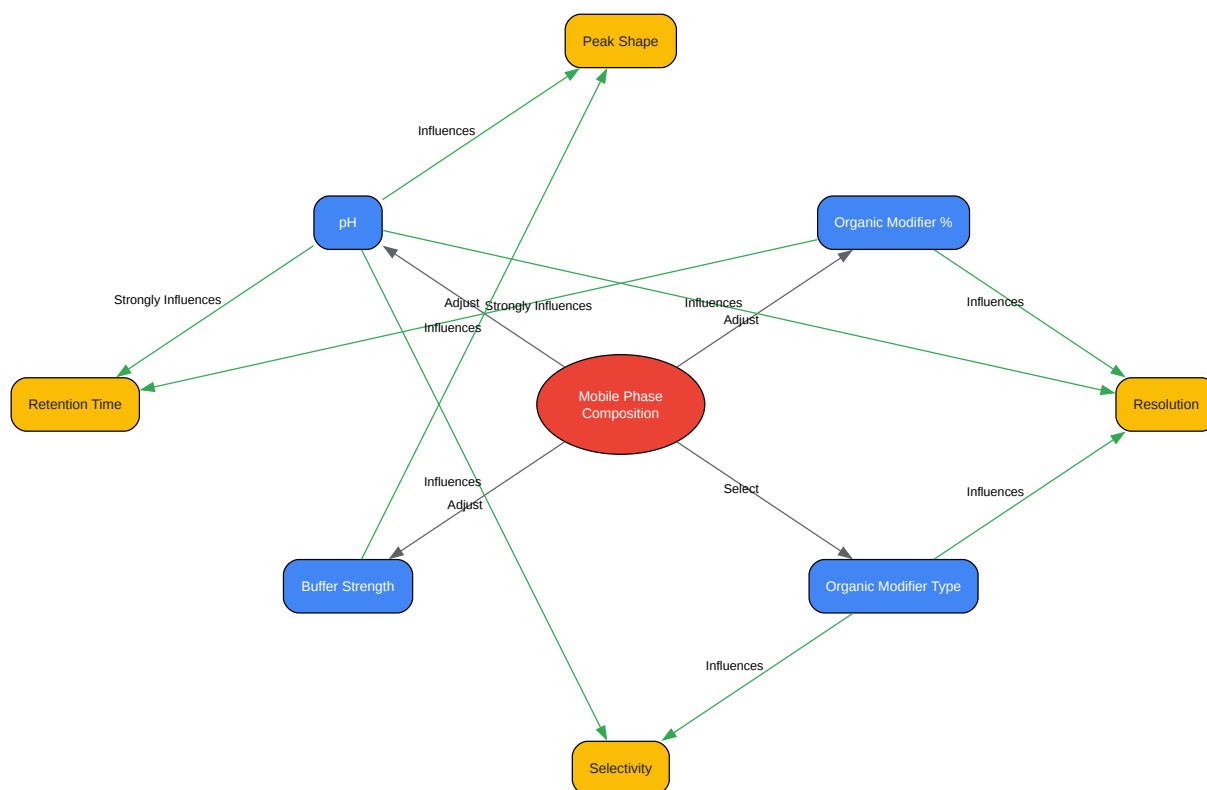 Peak Shape
Influences
pH
Organic Modifier %
Strongly Influences
Adjust
Strongly Influences
Influences
Influences
Adjust
Influences
Retention Time
Mobile Phase
Composition
Resolution
Influences
Adjust
Select
Influences
Buffer Strength
Organic Modifier Type
Influences
Selectivity